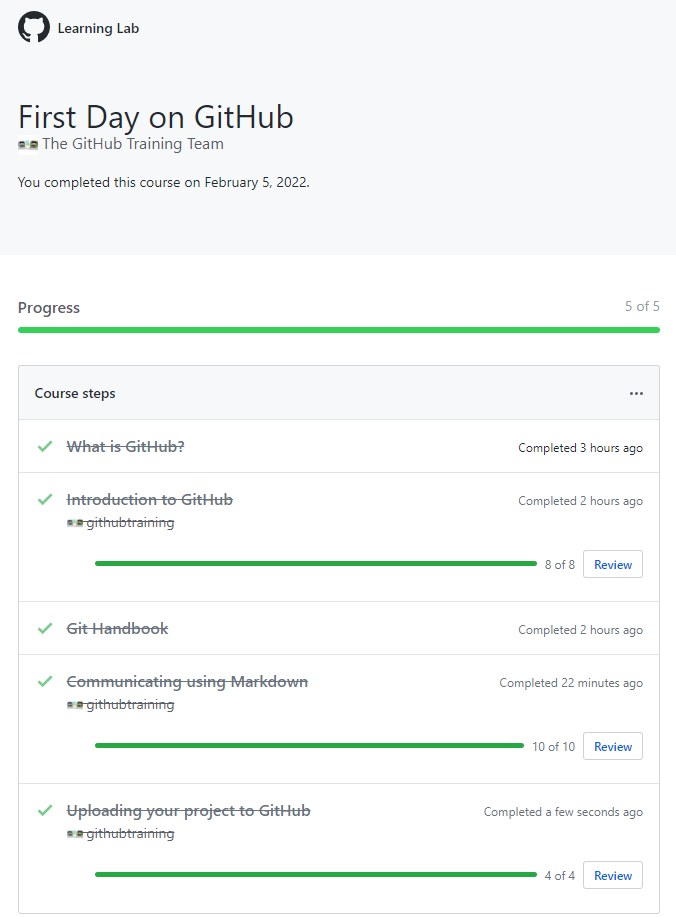 Learning Lab
First Day on GitHub
The GitHub Training Team
You completed this course on February 5, 2022.
Progress 5 of 5
Course steps ...
What is GitHub? Completed 3 hours ago
Introduction to GitHub Completed 2 hours ago
githubtraining
8 of 8 Review
Git Handbook Completed 2 hours ago
Communicating using Markdown Completed 22 minutes ago
githubtraining
10 of 10 Review
Uploading your project to GitHub Completed a few seconds ago
githubtraining
4 of 4 Review